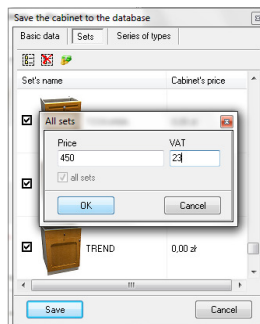 Save the cabinet to the database
Basic data Sets Series of types
Set's name Cabinet's price
All sets
Price VAT
450 23
all sets
OK Cancel
TREND 0,00 zł
Save Cancel